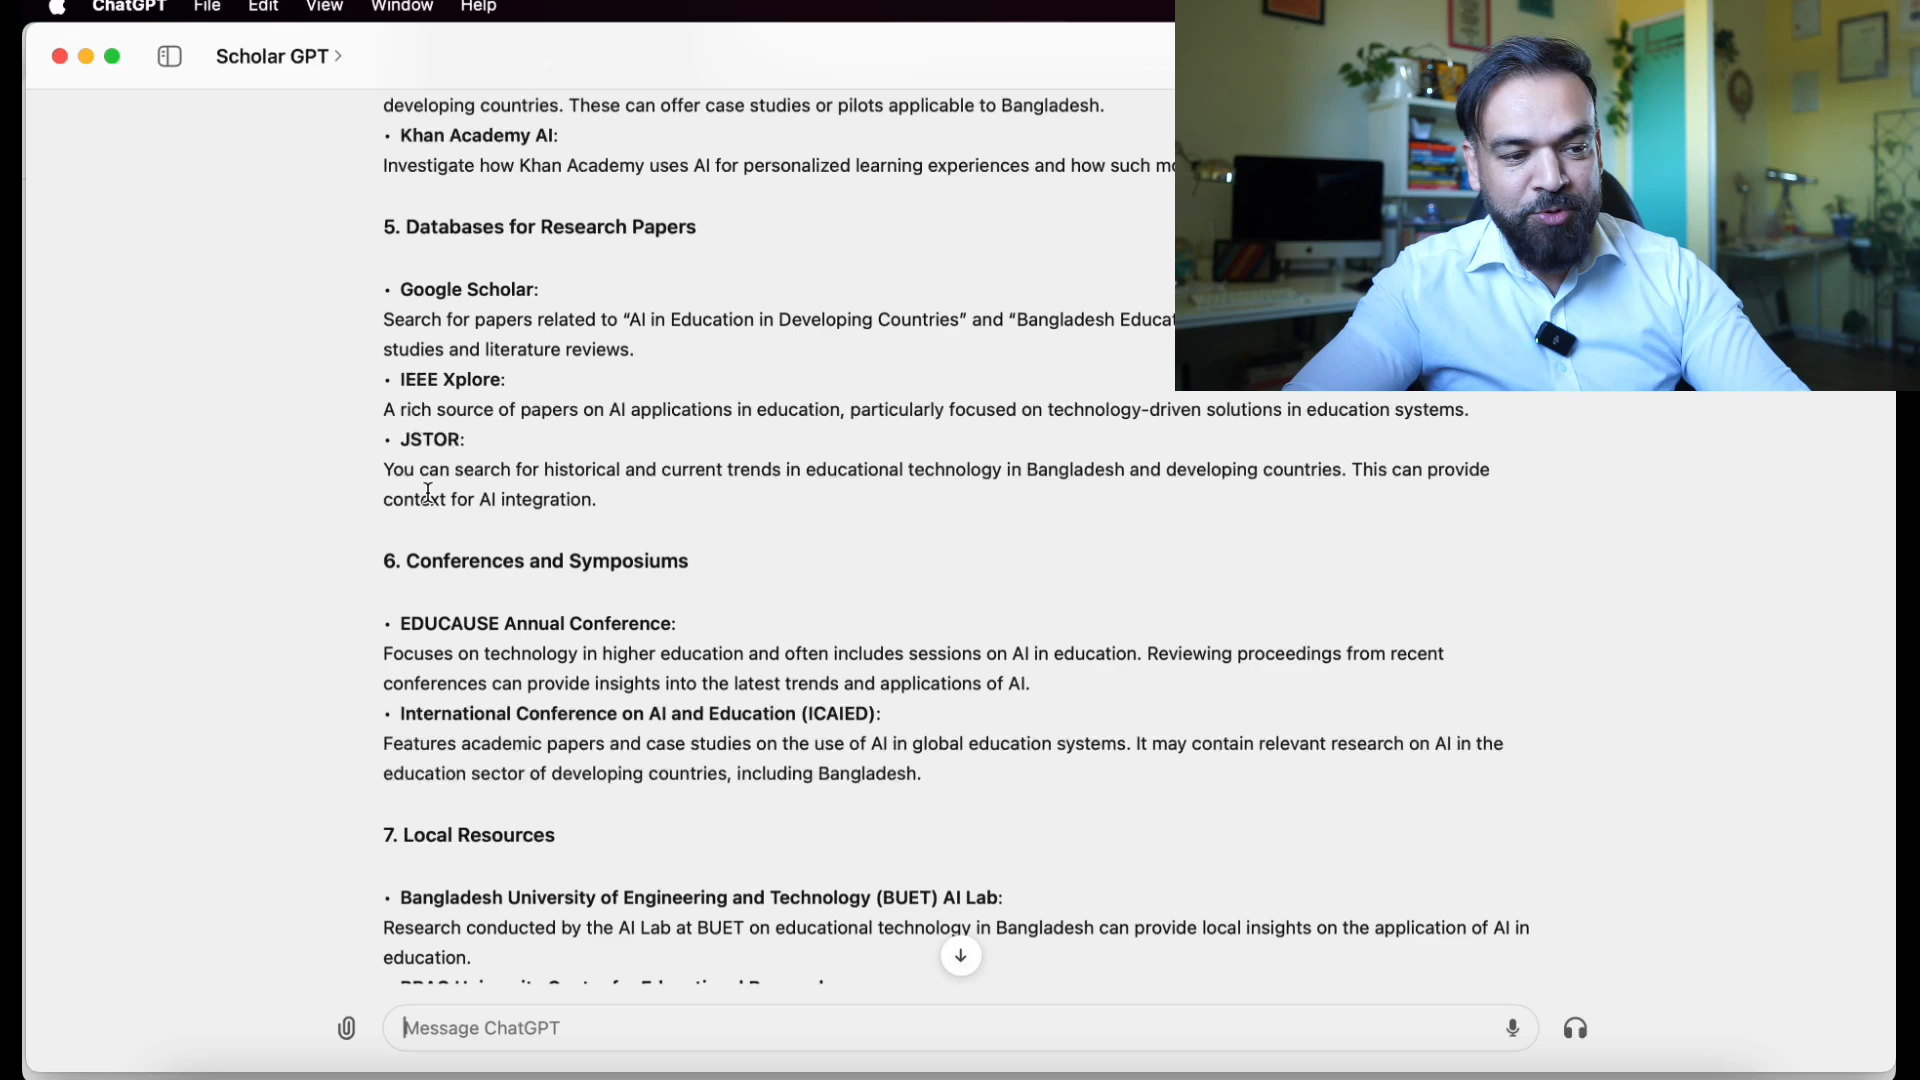 ChatGPT File Edit View Window Help
Scholar GPT >
developing countries. These can offer case studies or pilots applicable to Bangladesh.
• Khan Academy AI:
Investigate how Khan Academy uses AI for personalized learning experiences and how such
5. Databases for Research Papers
• Google Scholar:
Search for papers related to “AI in Education in Developing Countries” and “Bangladesh
studies and literature reviews.
• IEEE Xplore:
A rich source of papers on AI applications in education, particularly focused on technology-driven solutions in education systems.
• JSTOR:
You can search for historical and current trends in educational technology in Bangladesh and developing countries. This can provide
context for AI integration.
6. Conferences and Symposiums
• EDUCAUSE Annual Conference:
Focuses on technology in higher education and often includes sessions on AI in education. Reviewing proceedings from recent
conferences can provide insights into the latest trends and applications of AI.
• International Conference on AI and Education (ICAIED):
Features academic papers and case studies on the use of AI in global education systems. It may contain relevant research on AI in the
education sector of developing countries, including Bangladesh.
7. Local Resources
• Bangladesh University of Engineering and Technology (BUET) AI Lab:
Research conducted by the AI Lab at BUET on educational technology in Bangladesh can provide local insights on the application of AI in
education.
Message ChatGPT